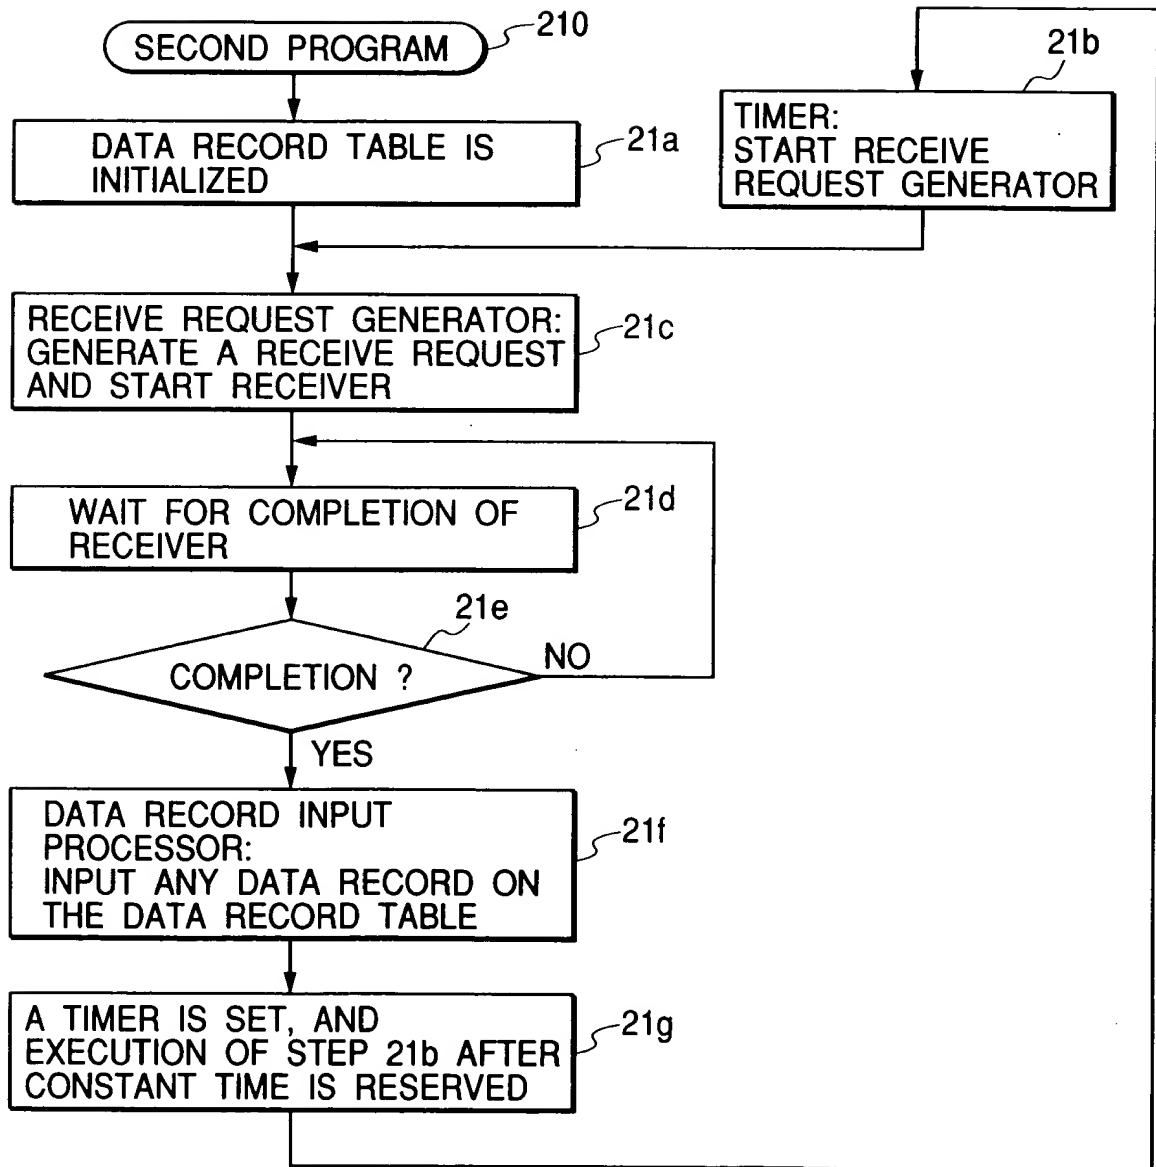 SECOND PROGRAM
210
DATA RECORD TABLE IS
INITIALIZED
21a
21b
TIMER:
START RECEIVE
REQUEST GENERATOR
RECEIVE REQUEST GENERATOR:
GENERATE A RECEIVE REQUEST
AND START RECEIVER
21c
WAIT FOR COMPLETION OF
RECEIVER
21d
21e
COMPLETION ?
NO
YES
DATA RECORD INPUT
PROCESSOR:
INPUT ANY DATA RECORD ON
THE DATA RECORD TABLE
21f
A TIMER IS SET, AND
EXECUTION OF STEP 21b AFTER
CONSTANT TIME IS RESERVED
21g